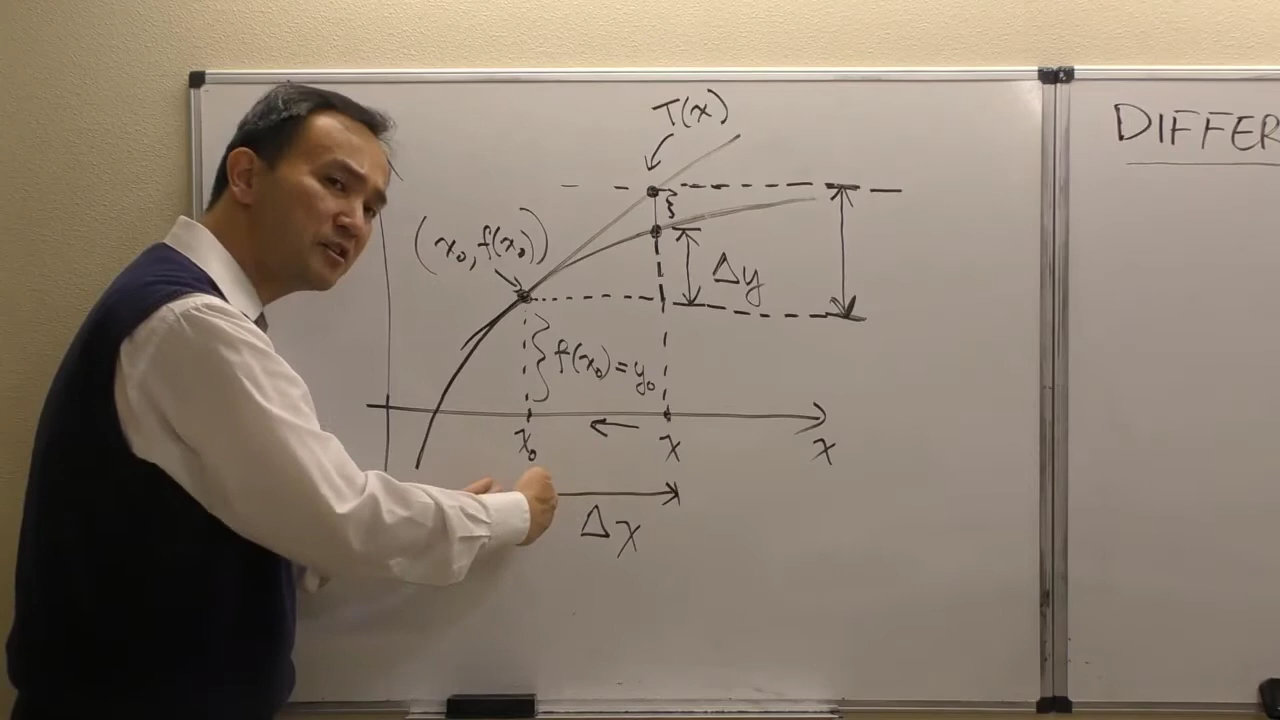 T(x)
DIFFER
(x₀, f(x₀))
Δy
f(x₀) = y₀
x₀
x
x
Δx